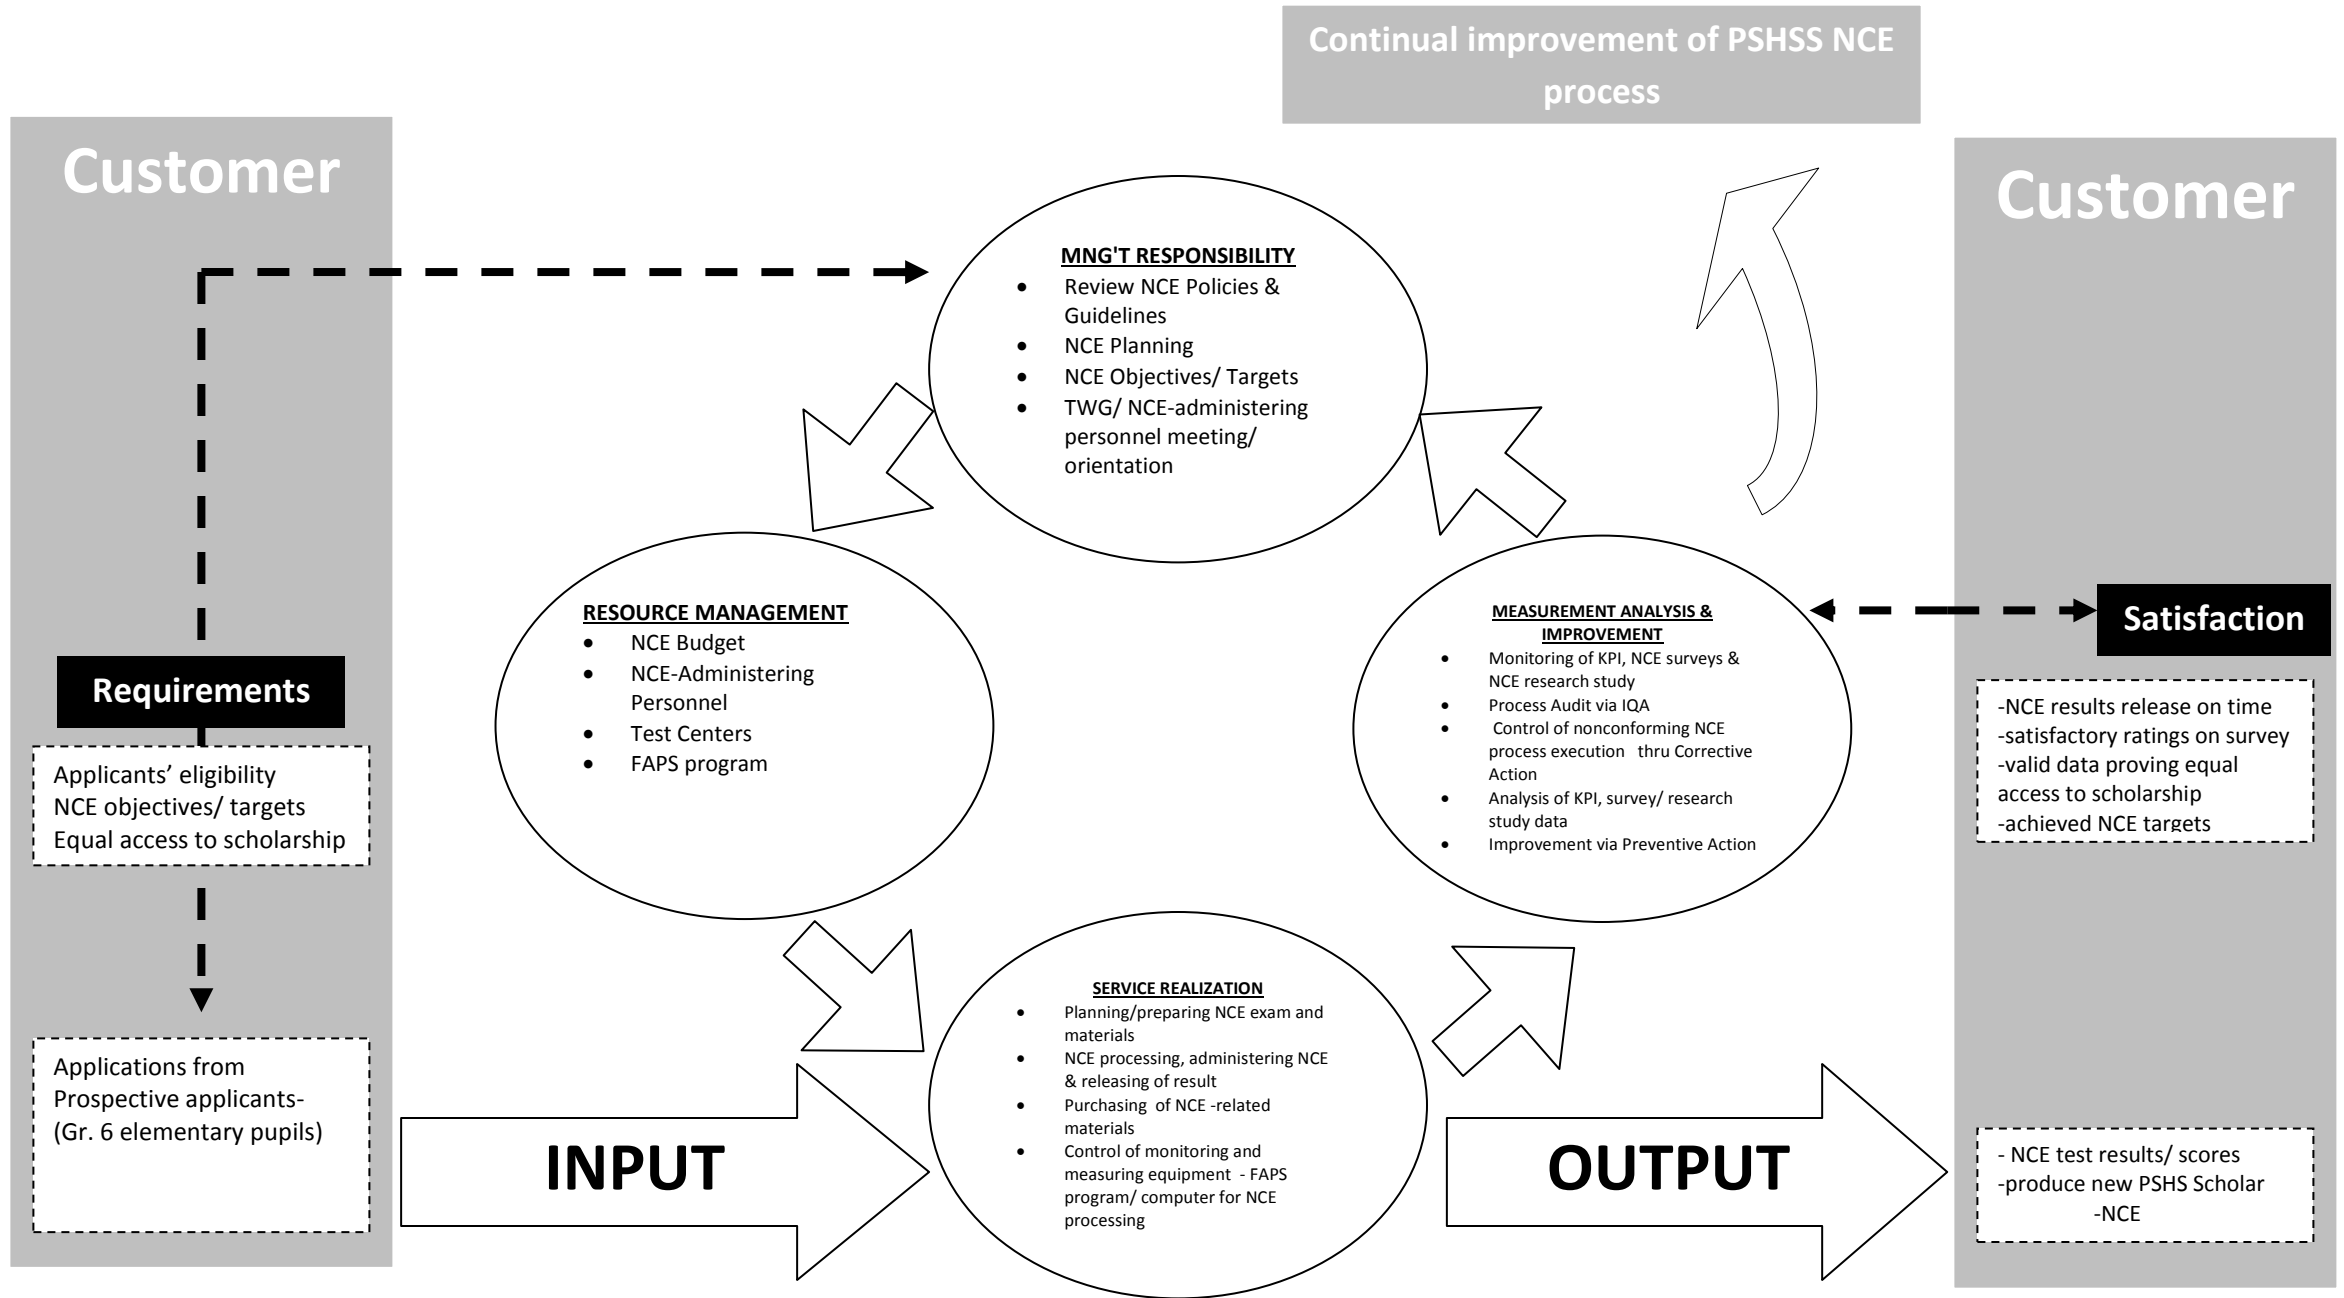 Continual improvement of PSHSS NCE
process
Customer
Requirements
Applicants’ eligibility
NCE objectives/ targets
Equal access to scholarship
Applications from
Prospective applicants-
(Gr. 6 elementary pupils)
MNG'T RESPONSIBILITY
• Review NCE Policies &
Guidelines
• NCE Planning
• NCE Objectives/ Targets
• TWG/ NCE-administering
personnel meeting/
orientation
RESOURCE MANAGEMENT
• NCE Budget
• NCE-Administering
Personnel
• Test Centers
• FAPS program
MEASUREMENT ANALYSIS &
IMPROVEMENT
• Monitoring of KPI, NCE surveys &
NCE research study
• Process Audit via IQA
• Control of nonconforming NCE
process execution thru Corrective
Action
• Analysis of KPI, survey/ research
study data
• Improvement via Preventive Action
SERVICE REALIZATION
• Planning/preparing NCE exam and
materials
• NCE processing, administering NCE
& releasing of result
• Purchasing of NCE -related
materials
• Control of monitoring and
measuring equipment - FAPS
program/ computer for NCE
processing
INPUT
OUTPUT
Customer
Satisfaction
-NCE results release on time
-satisfactory ratings on survey
-valid data proving equal
access to scholarship
-achieved NCE targets
- NCE test results/ scores
-produce new PSHS Scholar
-NCE